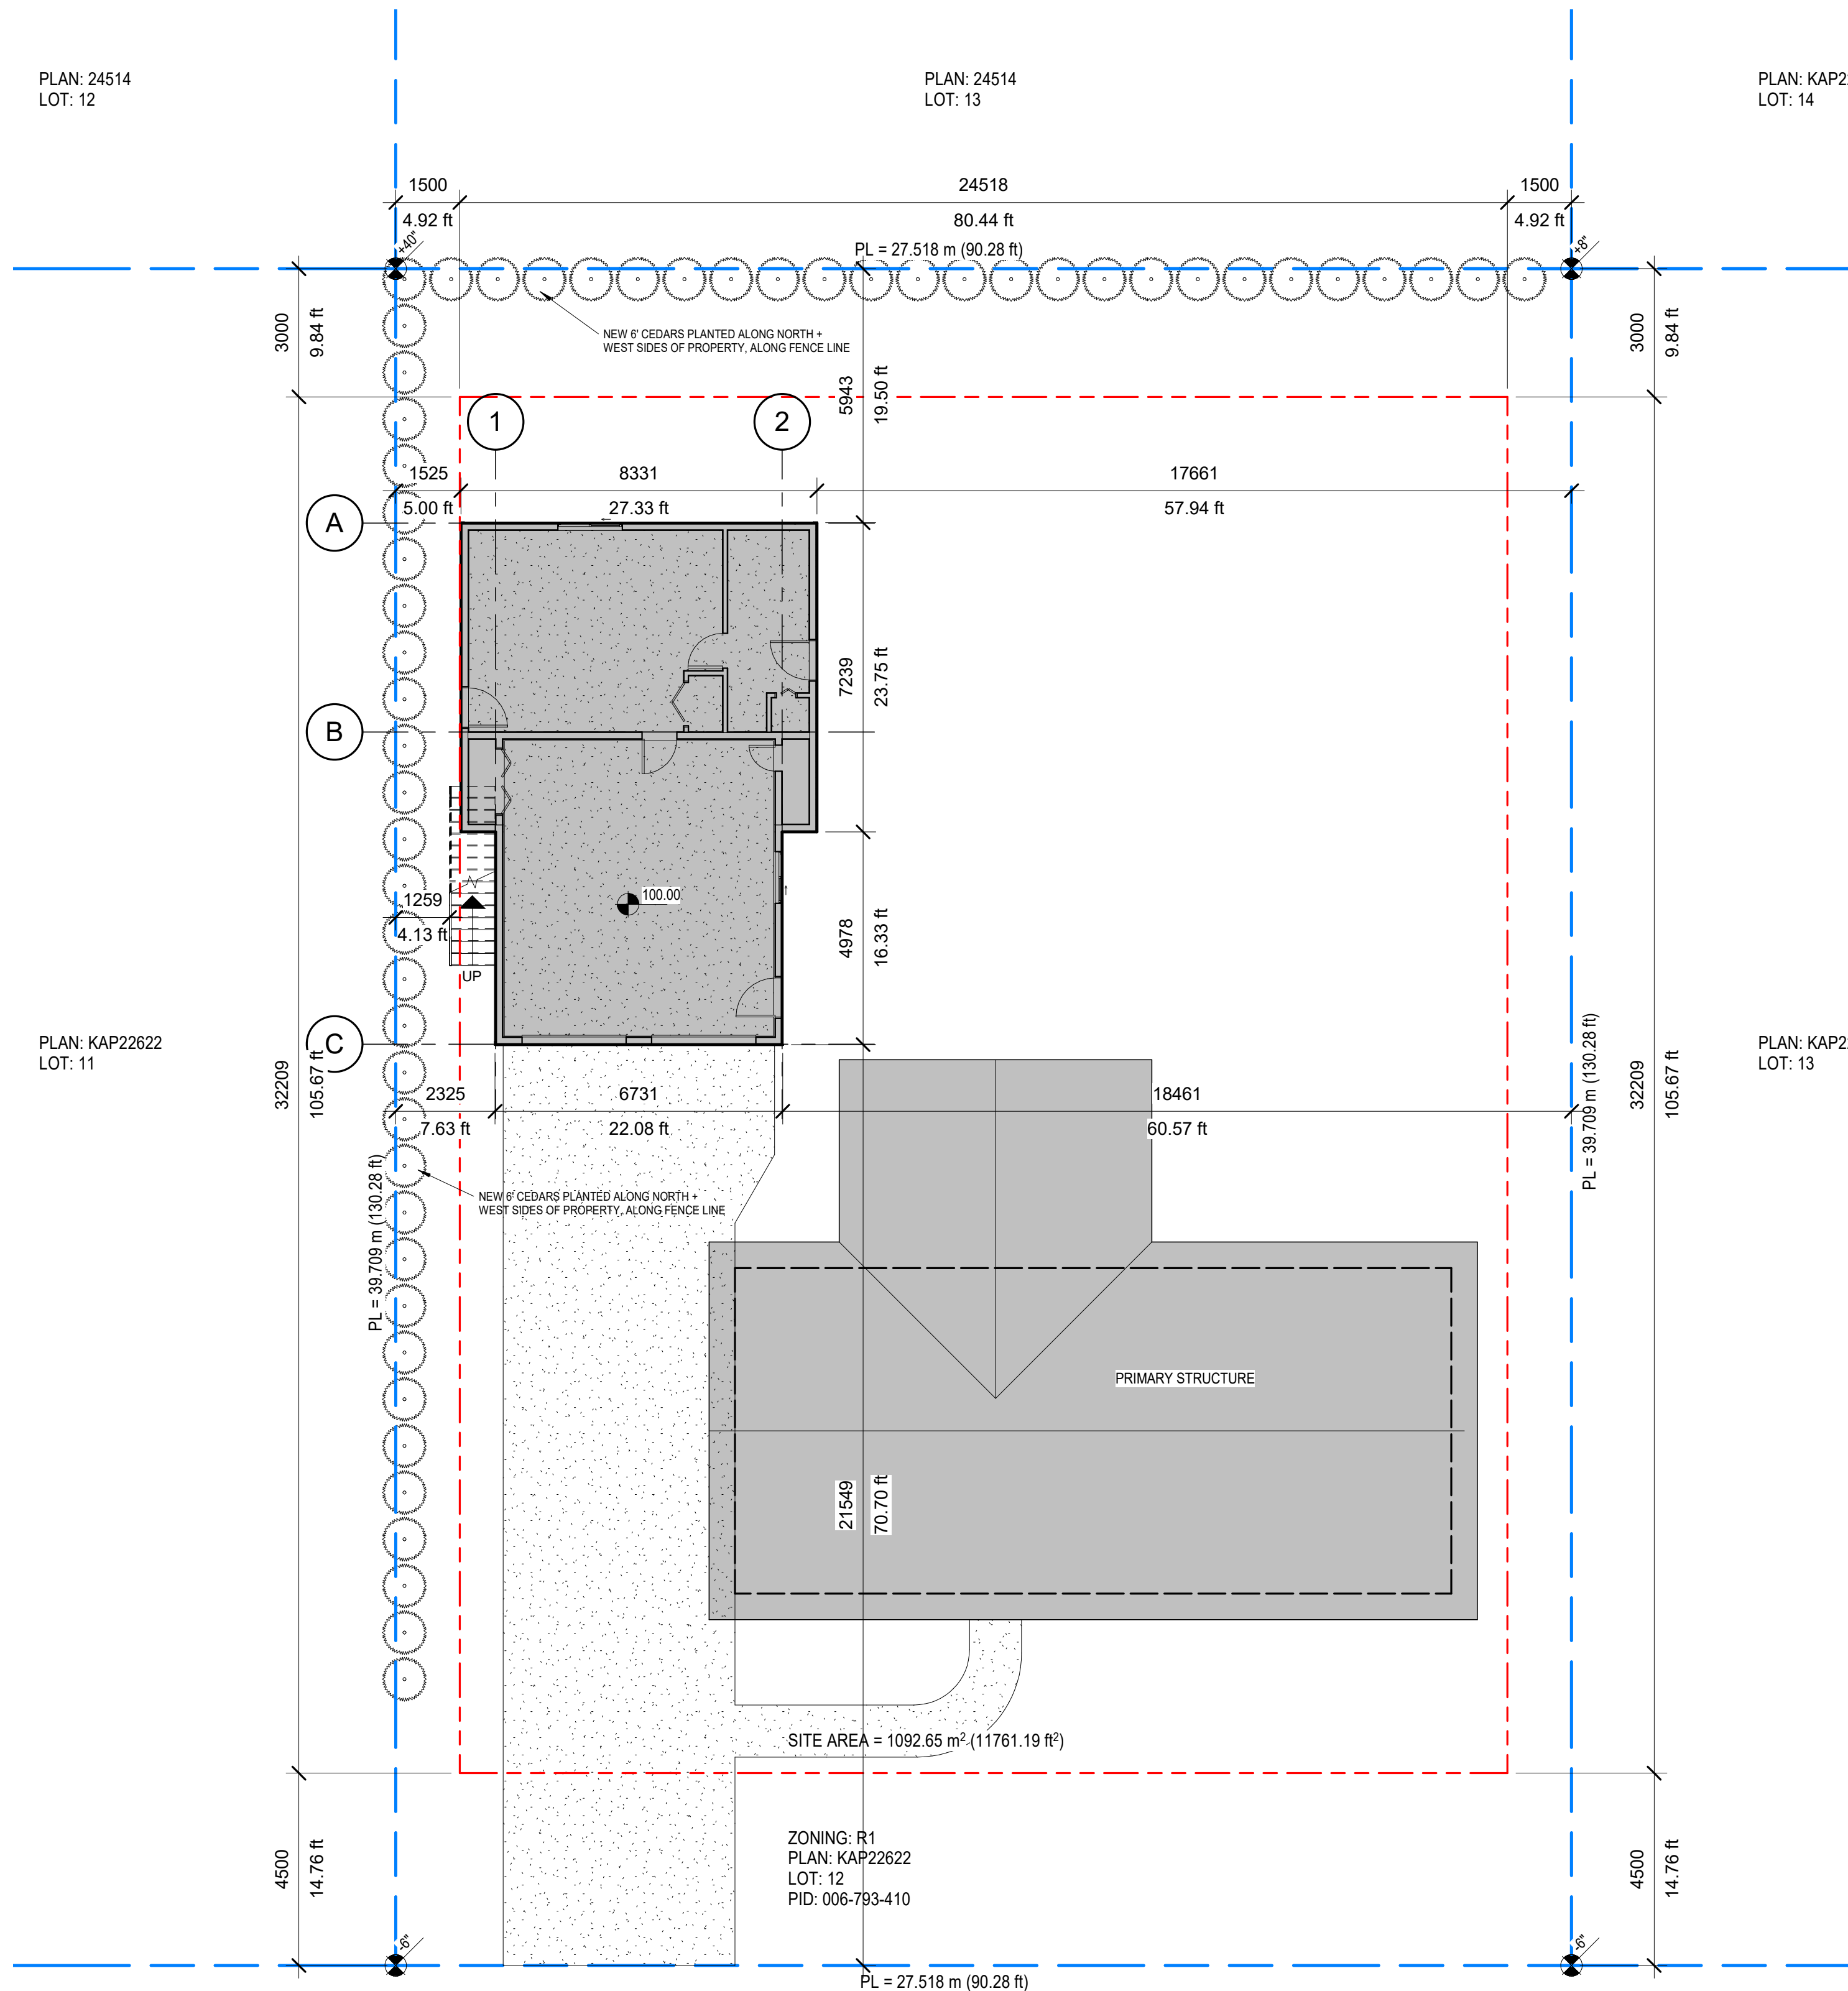 PLAN: 24514
LOT: 12
PLAN: 24514
LOT: 13
PLAN: KAP2
LOT: 14
1500
24518
1500
4.92 ft
80.44 ft
4.92 ft
PL = 27.518 m (90.28 ft)
+40"
+8"
3000
9.84 ft
NEW 6' CEDARS PLANTED ALONG NORTH +
WEST SIDES OF PROPERTY, ALONG FENCE LINE
3000
9.84 ft
5943
19.50 ft
1
2
1525
8331
17661
5.00 ft
27.33 ft
57.94 ft
A
7239
23.75 ft
B
100.00
1259
4.13 ft
UP
4978
16.33 ft
C
PLAN: KAP22622
LOT: 11
PLAN: KAP2
LOT: 13
32209
105.67 ft
2325
6731
18461
7.63 ft
22.08 ft
60.57 ft
PL = 39.709 m (130.28 ft)
32209
105.67 ft
PL = 39.709 m (130.28 ft)
NEW 6' CEDARS PLANTED ALONG NORTH +
WEST SIDES OF PROPERTY, ALONG FENCE LINE
PRIMARY STRUCTURE
21549
70.70 ft
SITE AREA = 1092.65 m² (11761.19 ft²)
4500
14.76 ft
ZONING: R1
PLAN: KAP22622
LOT: 12
PID: 006-793-410
4500
14.76 ft
-6"
-6"
PL = 27.518 m (90.28 ft)